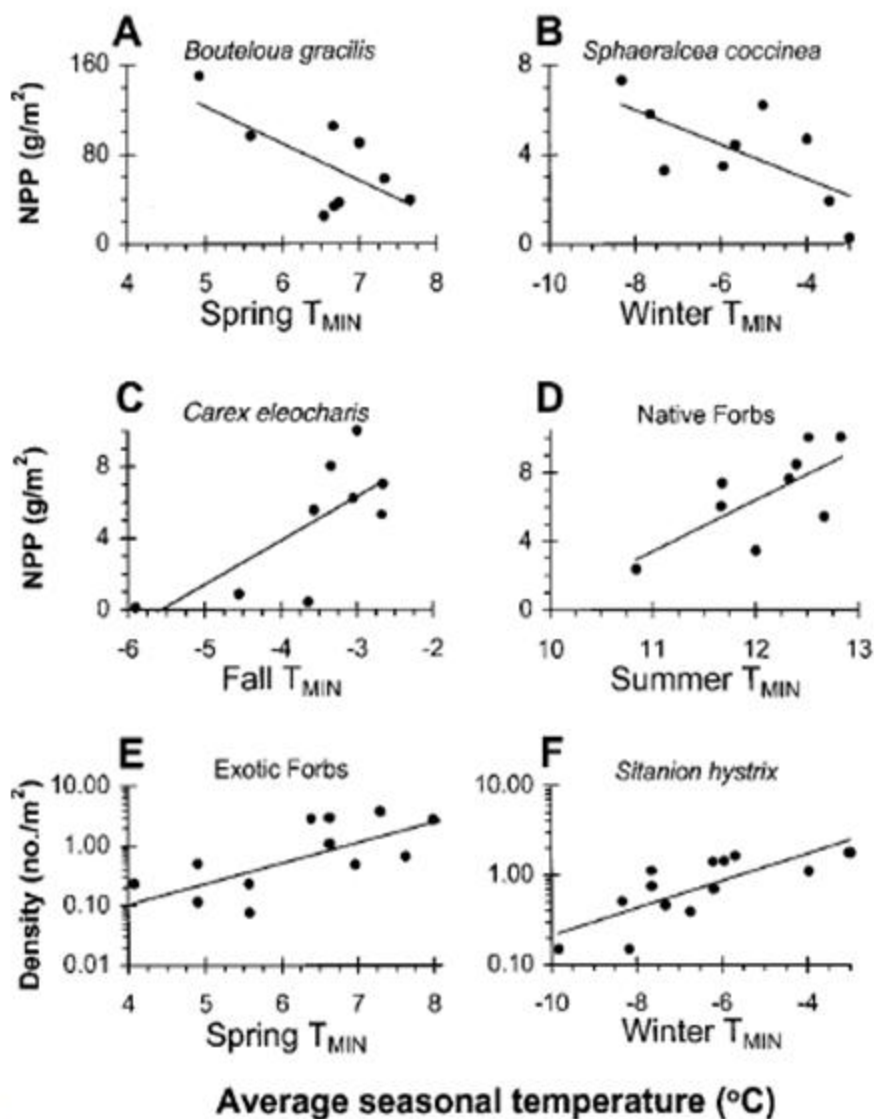 A
Bouteloua gracilis
NPP (g/m²)
160
80
0
4 5 6 7 8
Spring TMIN
B
Sphaeralcea coccinea
8
4
0
-10 -8 -6 -4
Winter TMIN
C
Carex eleocharis
NPP (g/m²)
8
4
0
-6 -5 -4 -3 -2
Fall TMIN
D
Native Forbs
8
4
0
10 11 12 13
Summer TMIN
E
Exotic Forbs
Density (no./m²)
10.00
1.00
0.10
0.01
4 5 6 7 8
Spring TMIN
F
Sitanion hystrix
10.00
1.00
0.10
-10 -8 -6 -4
Winter TMIN
Average seasonal temperature (ºC)